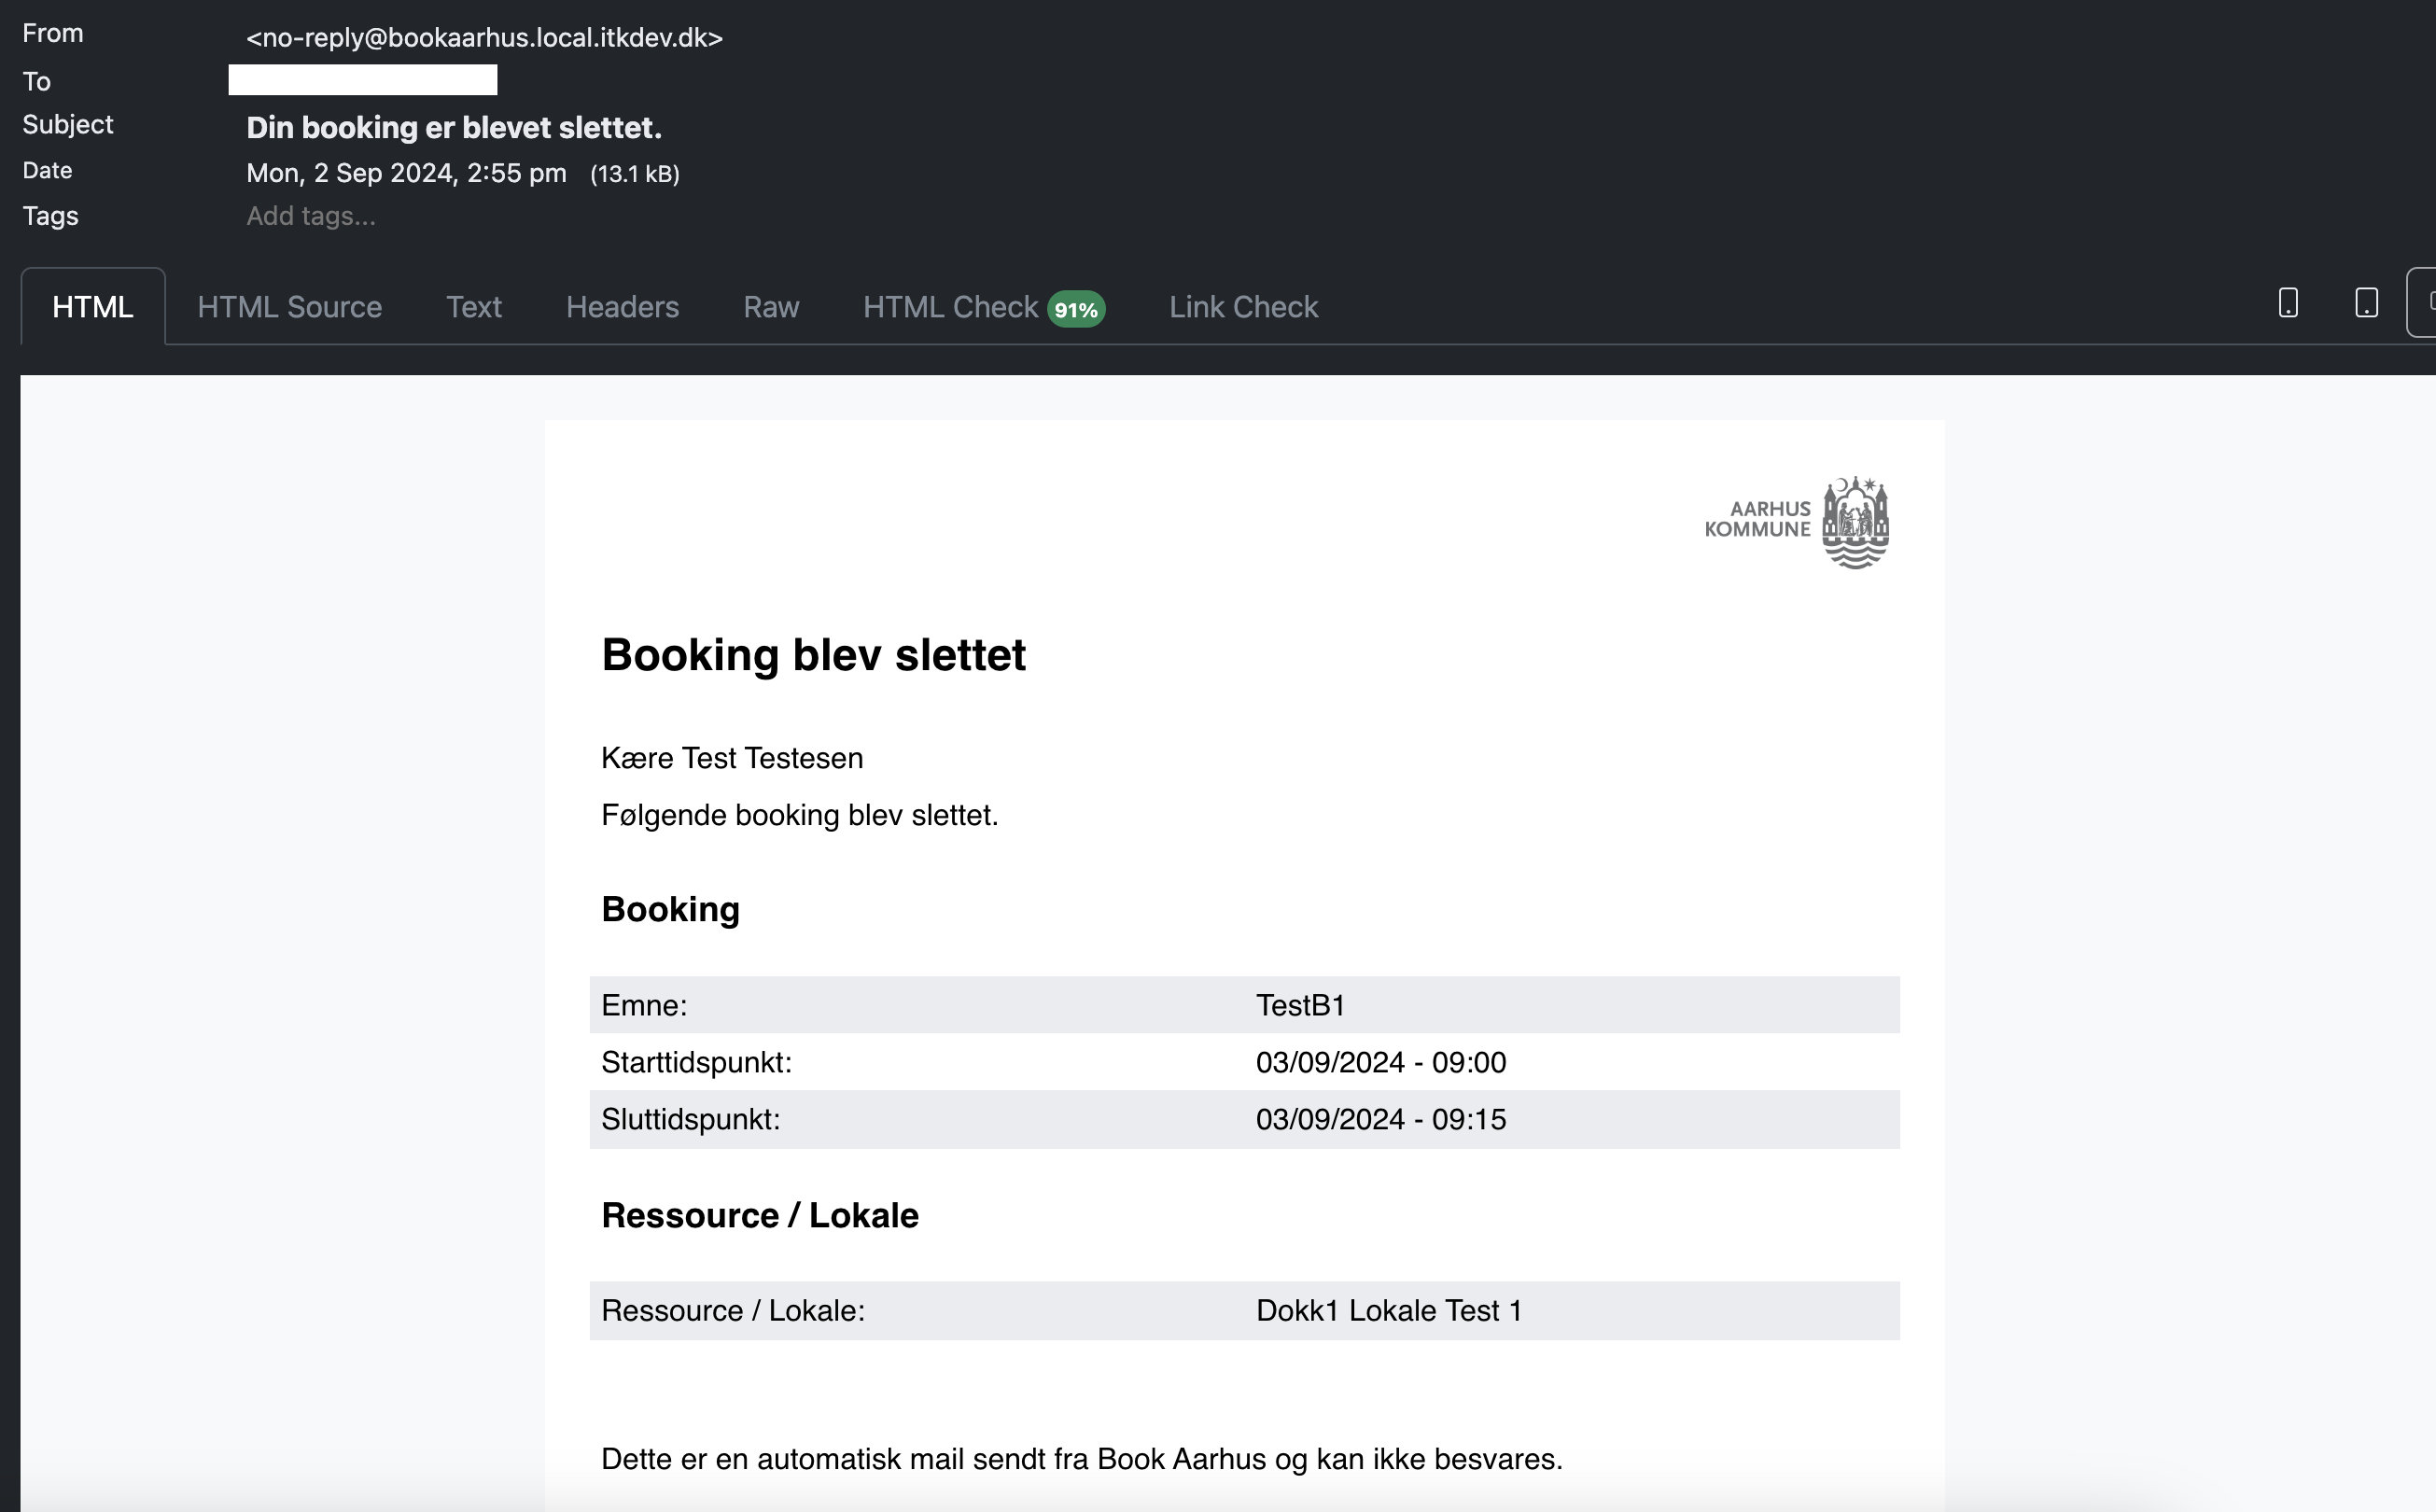 From <no-reply@bookaarhus.local.itkdev.dk>
To
Subject Din booking er blevet slettet.
Date Mon, 2 Sep 2024, 2:55 pm (13.1 kB)
Tags Add tags...
HTML HTML Source Text Headers Raw HTML Check 91% Link Check
AARHUS
KOMMUNE
Booking blev slettet
Kære Test Testesen
Følgende booking blev slettet.
Booking
Emne: TestB1
Starttidspunkt: 03/09/2024 - 09:00
Sluttidspunkt: 03/09/2024 - 09:15
Ressource / Lokale
Ressource / Lokale: Dokk1 Lokale Test 1
Dette er en automatisk mail sendt fra Book Aarhus og kan ikke besvares.